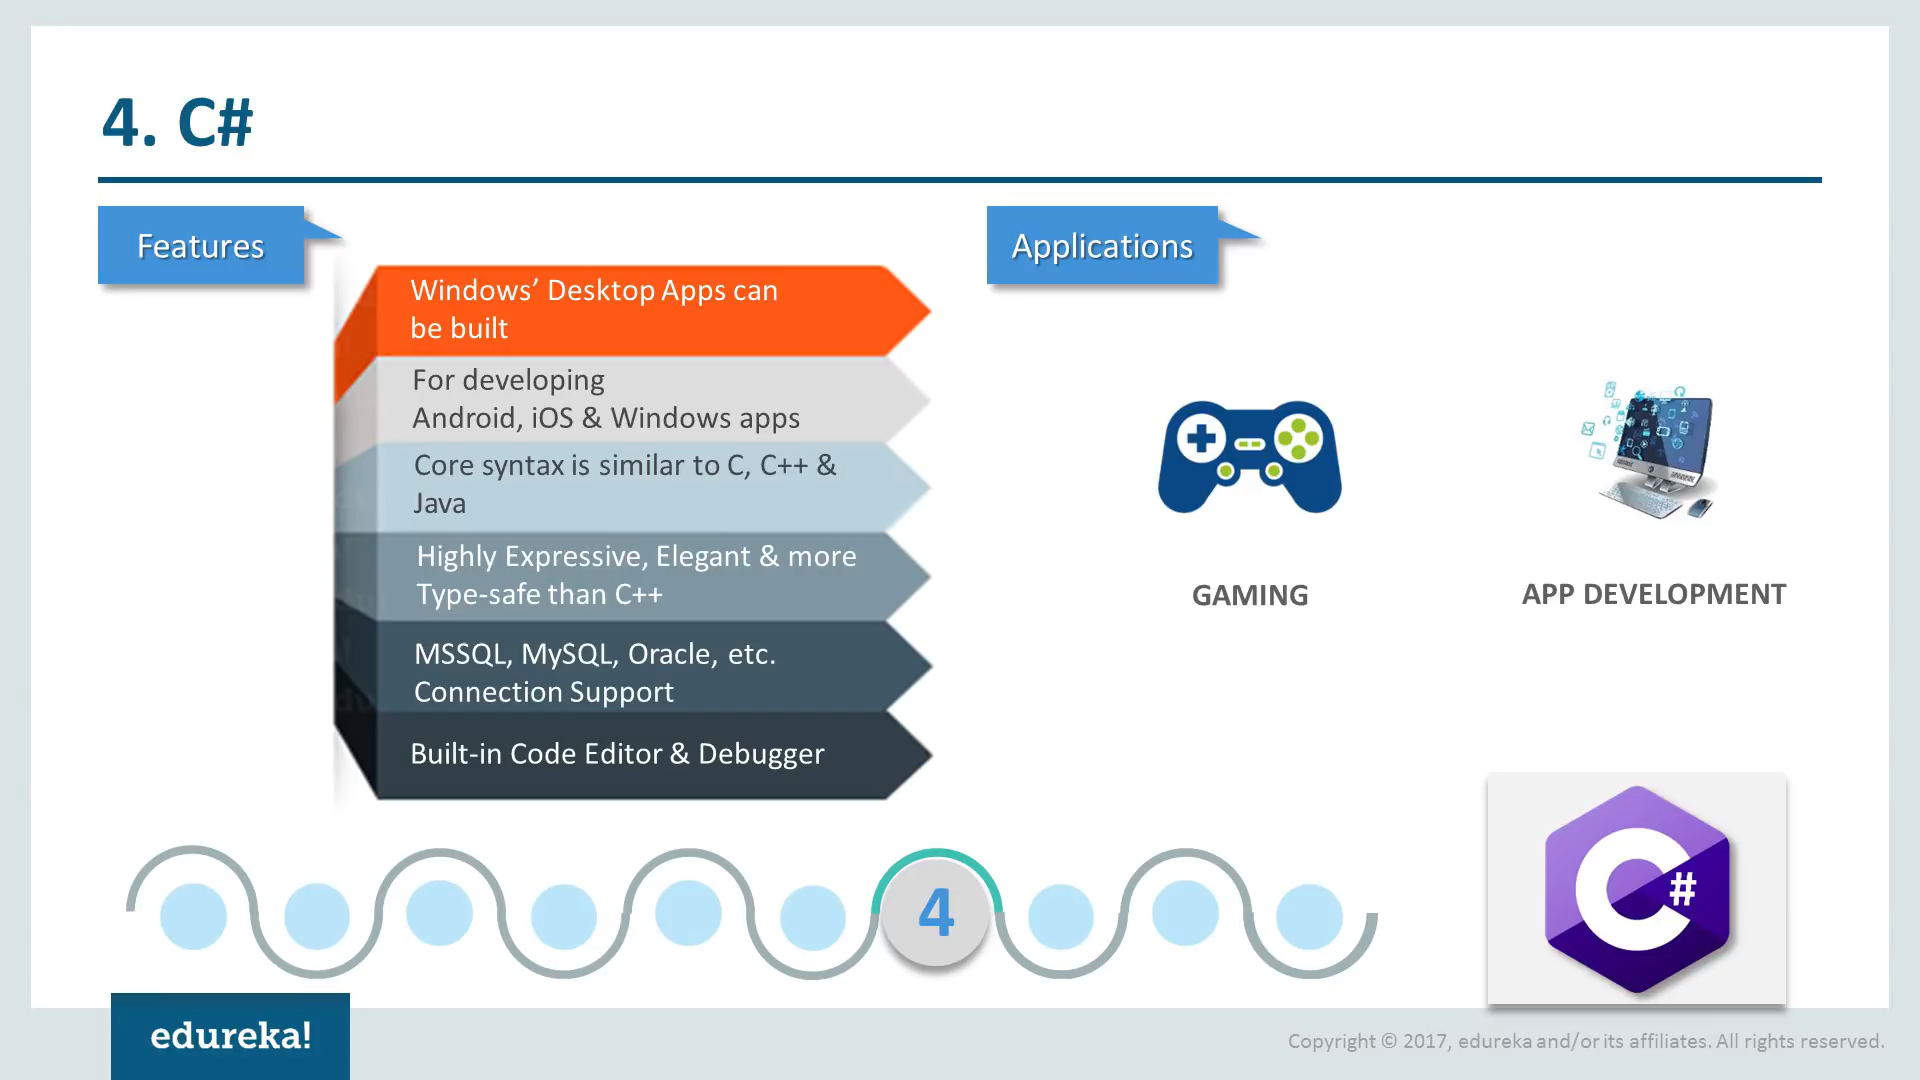 4. C#
Features
Windows’ Desktop Apps can
be built
For developing
Android, iOS & Windows apps
Core syntax is similar to C, C++ &
Java
Highly Expressive, Elegant & more
Type-safe than C++
MSSQL, MySQL, Oracle, etc.
Connection Support
Built-in Code Editor & Debugger
Applications
GAMING
APP DEVELOPMENT
4
C#
edureka!
Copyright © 2017, edureka and/or its affiliates. All rights reserved.